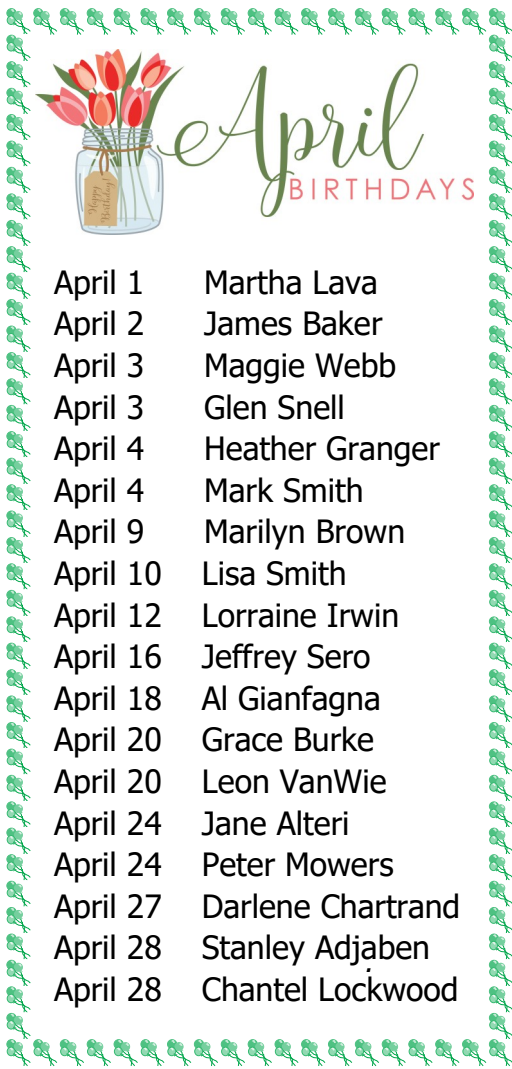 April
BIRTHDAYS
Happy
Birthday!
April 1 Martha Lava
April 2 James Baker
April 3 Maggie Webb
April 3 Glen Snell
April 4 Heather Granger
April 4 Mark Smith
April 9 Marilyn Brown
April 10 Lisa Smith
April 12 Lorraine Irwin
April 16 Jeffrey Sero
April 18 Al Gianfagna
April 20 Grace Burke
April 20 Leon VanWie
April 24 Jane Alteri
April 24 Peter Mowers
April 27 Darlene Chartrand
April 28 Stanley Adjaben
April 28 Chantel Lockwood